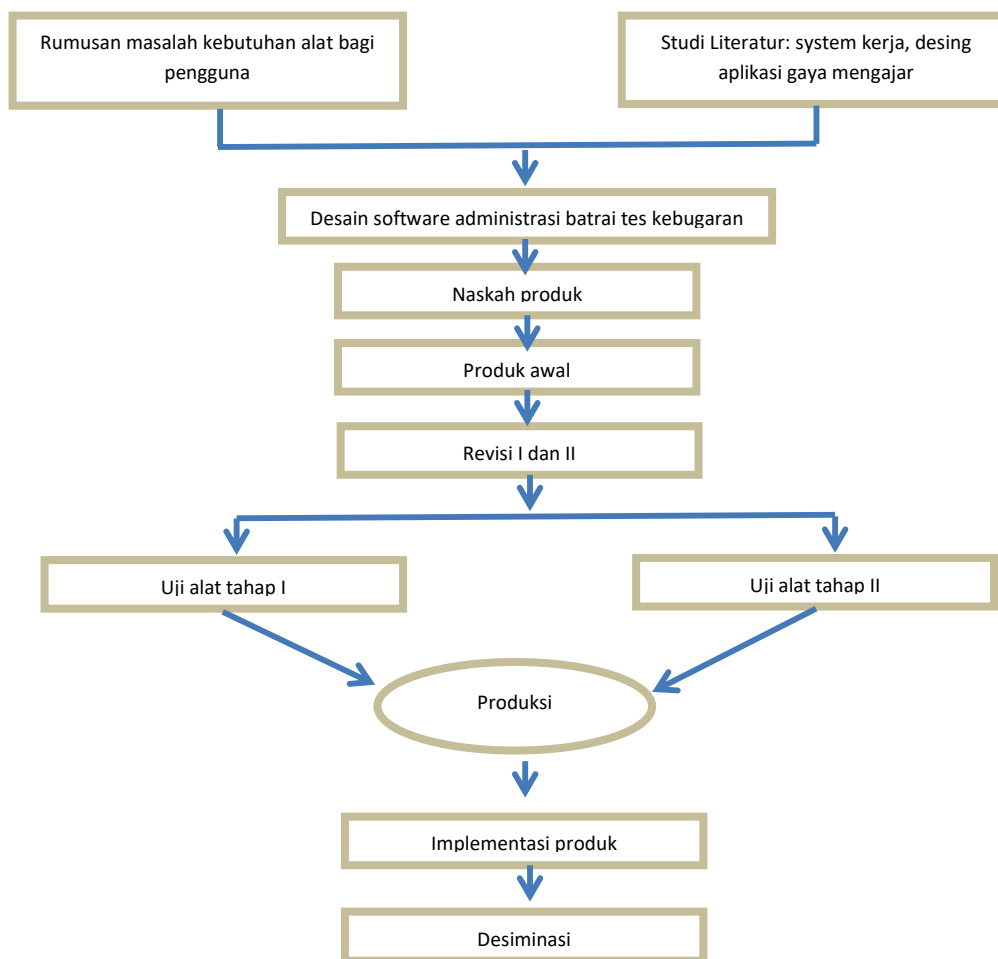 Rumusan masalah kebutuhan alat bagi
pengguna
Studi Literatur: system kerja, desing
aplikasi gaya mengajar
Desain software administrasi batrai tes kebugaran
Naskah produk
Produk awal
Revisi I dan II
Uji alat tahap I
Uji alat tahap II
Produksi
Implementasi produk
Desiminasi